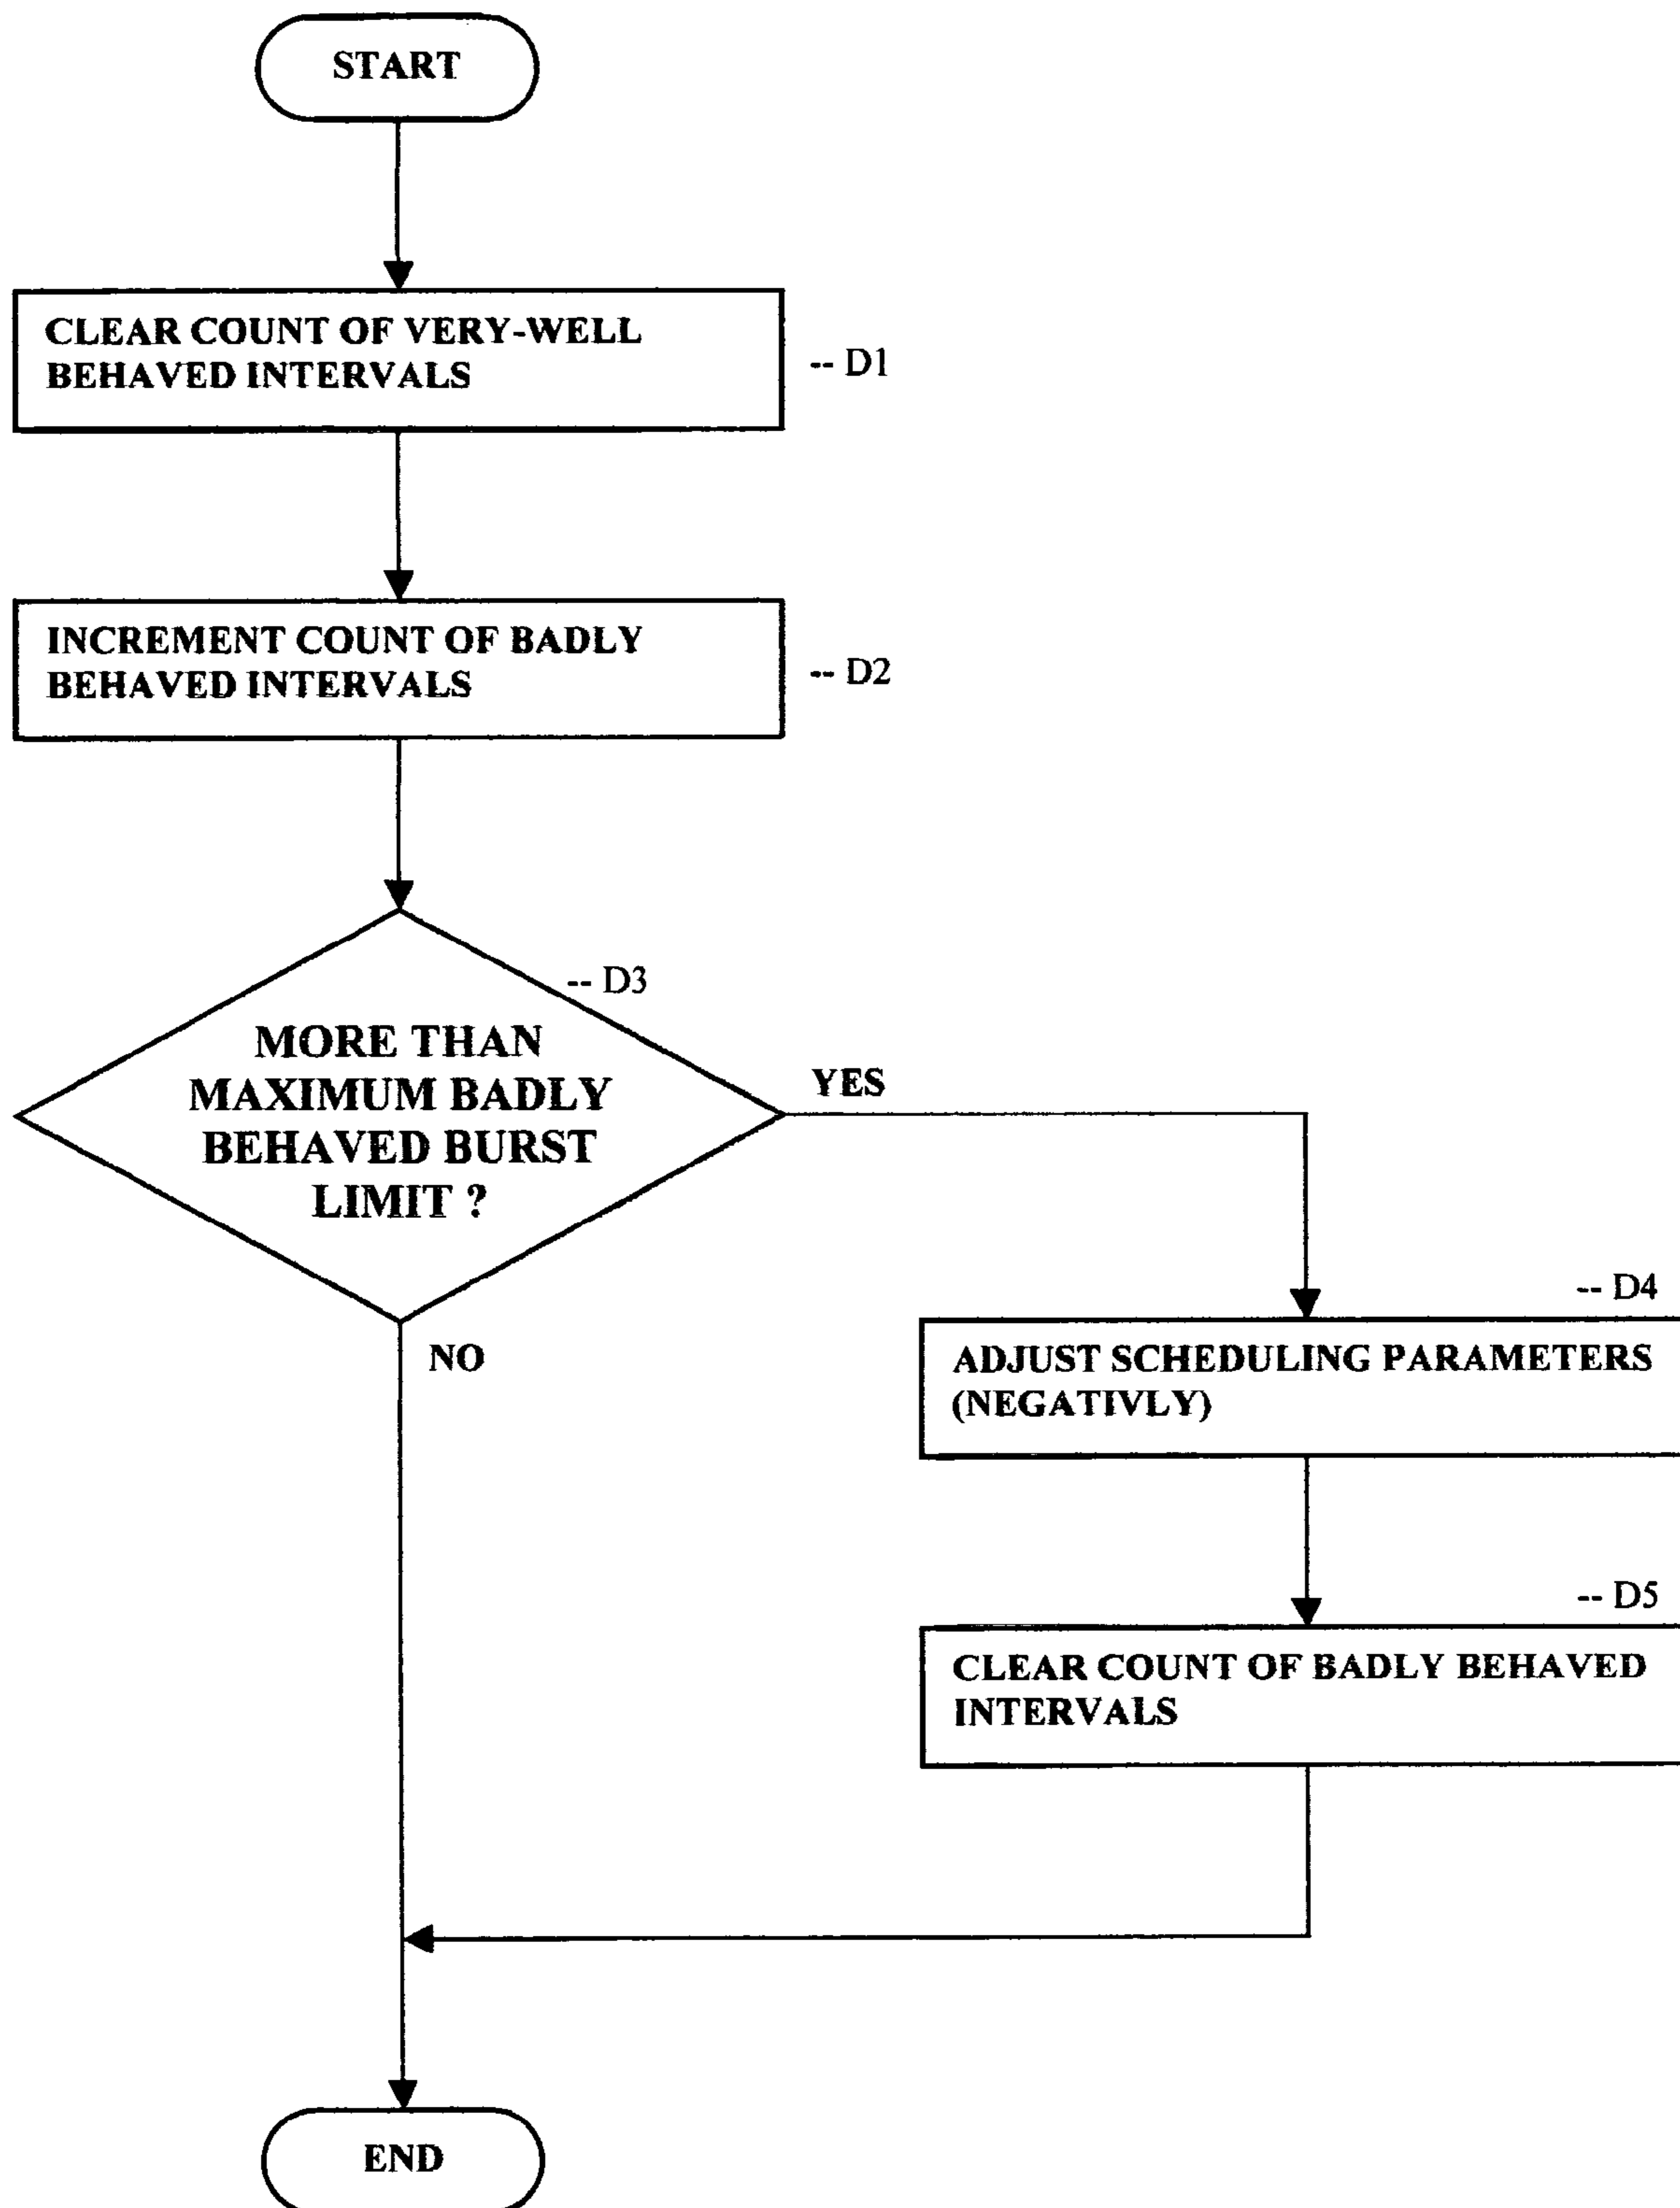 START
CLEAR COUNT OF VERY-WELL
BEHAVED INTERVALS
-- D1
INCREMENT COUNT OF BADLY
BEHAVED INTERVALS
-- D2
-- D3
MORE THAN
MAXIMUM BADLY
BEHAVED BURST
LIMIT ?
YES
NO
-- D4
ADJUST SCHEDULING PARAMETERS
(NEGATIVLY)
-- D5
CLEAR COUNT OF BADLY BEHAVED
INTERVALS
END